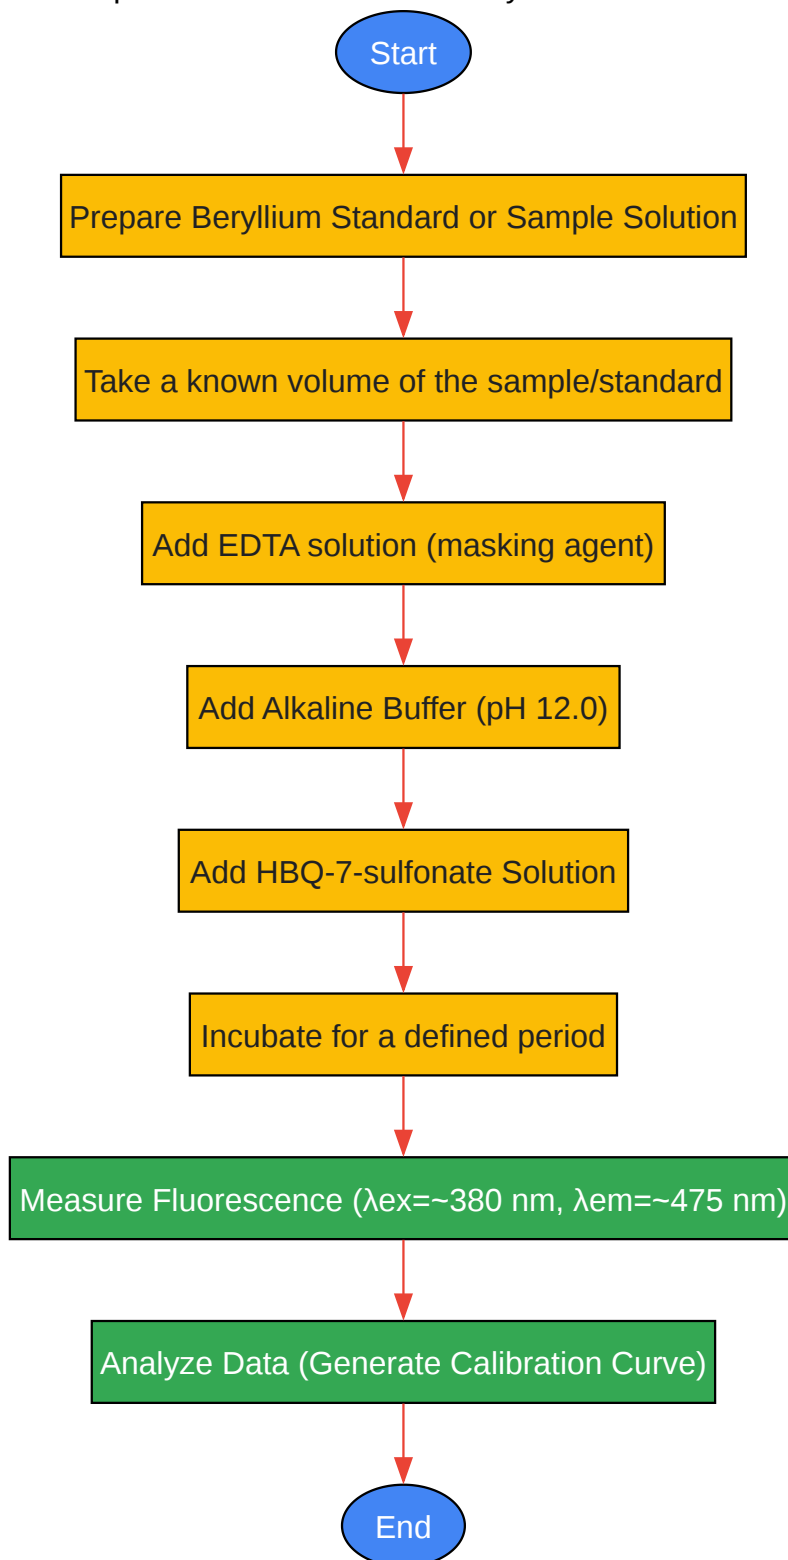 Start
Prepare Beryllium Standard or Sample Solution
Take a known volume of the sample/standard
Add EDTA solution (masking agent)
Add Alkaline Buffer (pH 12.0)
Add HBQ-7-sulfonate Solution
Incubate for a defined period
Measure Fluorescence (λex=~380 nm, λem=~475 nm)
Analyze Data (Generate Calibration Curve)
End